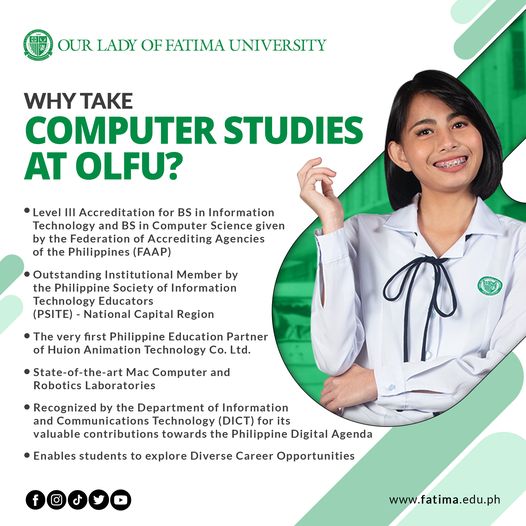 OUR LADY OF FATIMA UNIVERSITY
WHY TAKE
COMPUTER STUDIES
AT OLFU?
• Level III Accreditation for BS in Information
Technology and BS in Computer Science given
by the Federation of Accrediting Agencies
of the Philippines (FAAP)
• Outstanding Institutional Member by
the Philippine Society of Information
Technology Educators
(PSITE) - National Capital Region
• The very first Philippine Education Partner
of Huion Animation Technology Co. Ltd.
• State-of-the-art Mac Computer and
Robotics Laboratories
• Recognized by the Department of Information
and Communications Technology (DICT) for its
valuable contributions towards the Philippine Digital Agenda
• Enables students to explore Diverse Career Opportunities
www.fatima.edu.ph